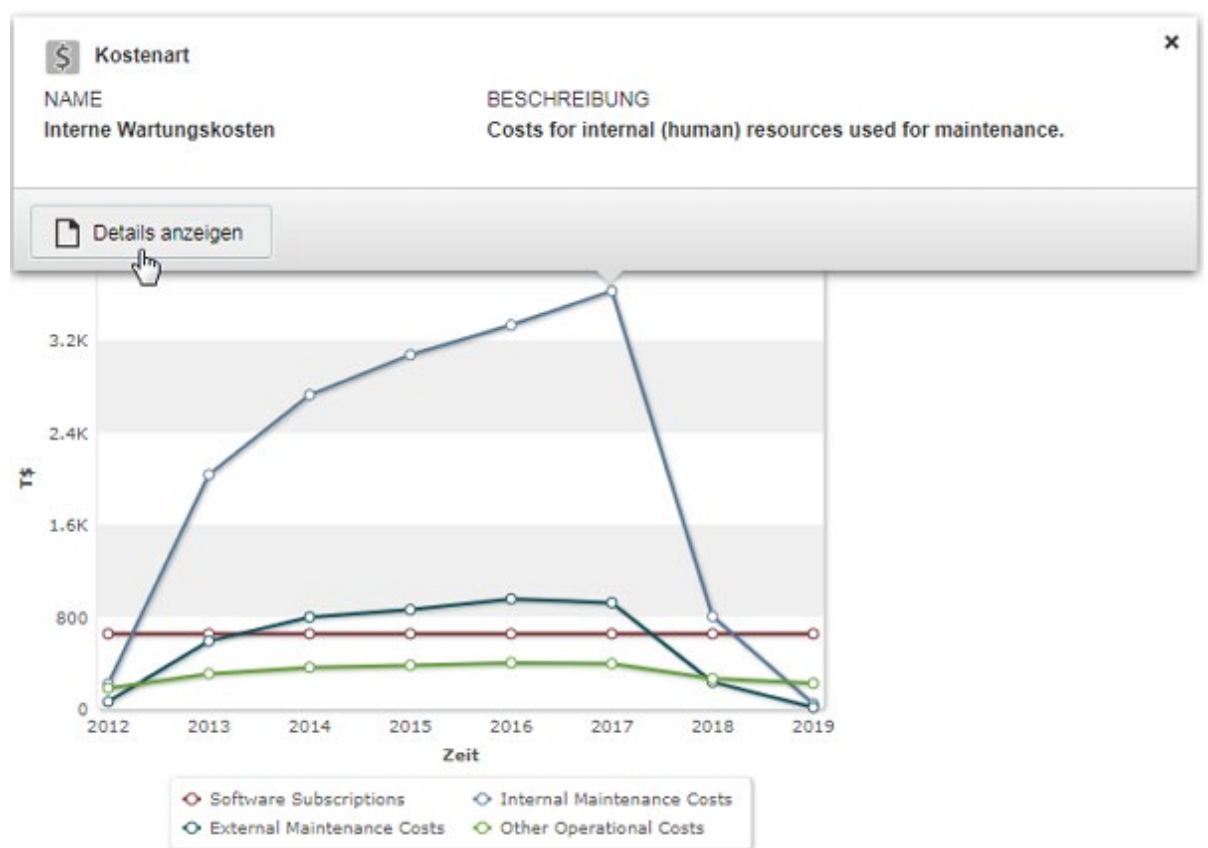 Kostenart
×
NAME
BESCHREIBUNG
Interne Wartungskosten
Costs for internal (human) resources used for maintenance.
Details anzeigen
3.2K
2.4K
T$
1.6K
800
0
2012 2013 2014 2015 2016 2017 2018 2019
Zeit
Software Subscriptions
Internal Maintenance Costs
External Maintenance Costs
Other Operational Costs